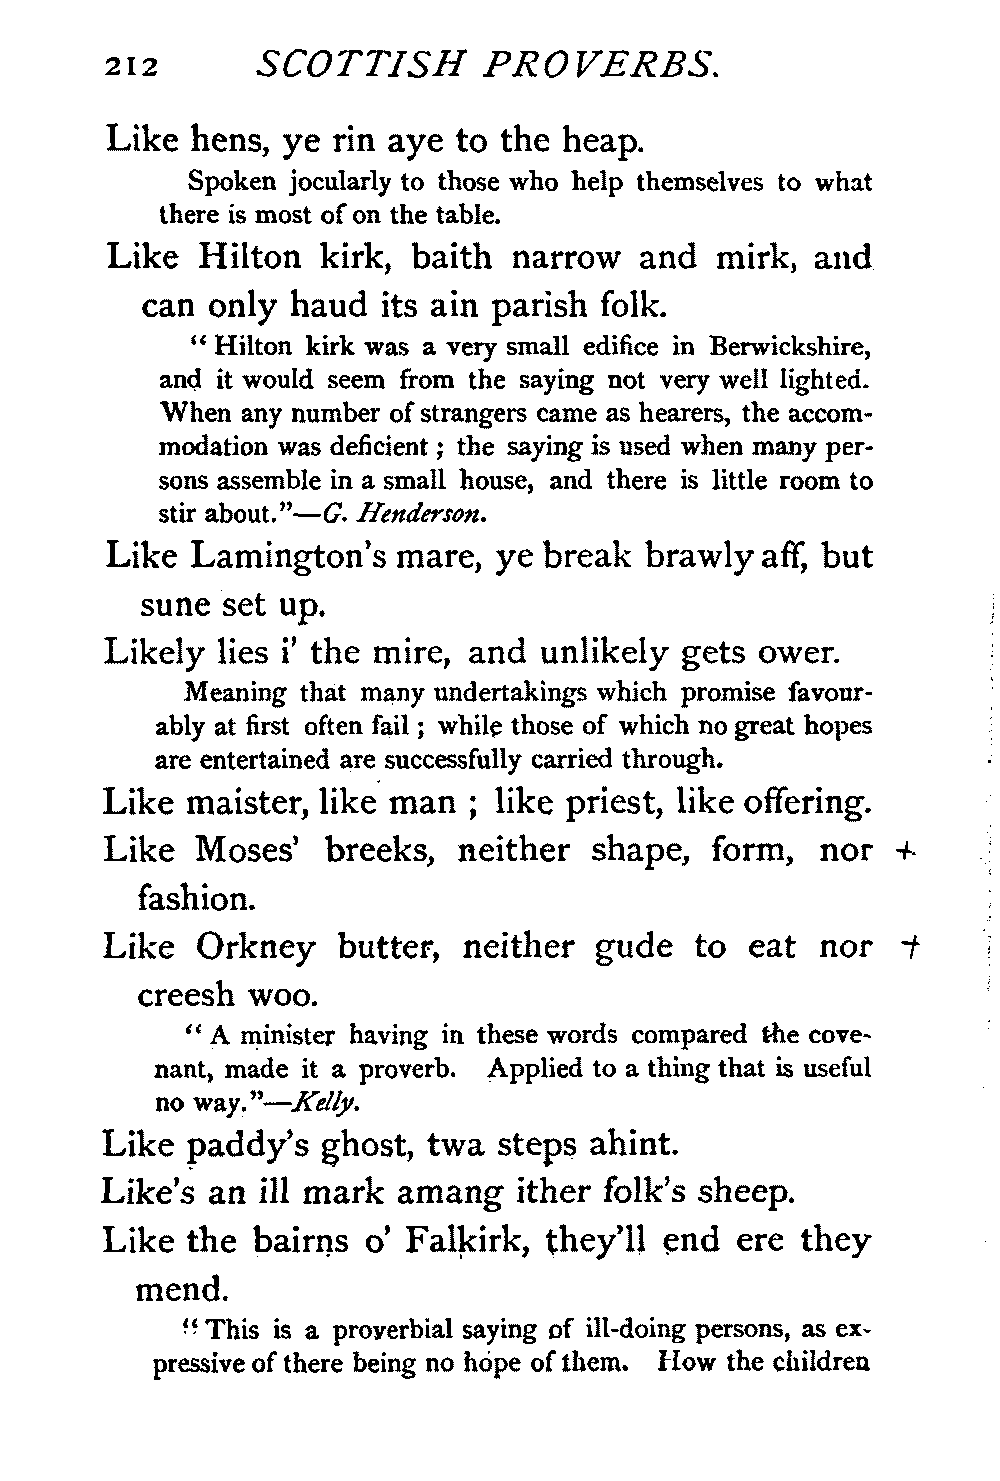 212 SCOTTISH PROVERBS.
Like hens, ye rin aye to the heap.
Spoken jocularly to those who help themselves to what
there is most of on the table.
Like Hilton kirk, baith narrow and mirk, and
can only haud its ain parish folk.
“ Hilton kirk was a very small edifice in Berwickshire,
and it would seem from the saying not very well lighted.
When any number of strangers came as hearers, the accom-
modation was deficient ; the saying is used when many per-
sons assemble in a small house, and there is little room to
stir about.”—G. Henderson.
Like Lamington’s mare, ye break brawly aff, but
sune set up.
Likely lies i’ the mire, and unlikely gets ower.
Meaning that many undertakings which promise favour-
ably at first often fail ; while those of which no great hopes
are entertained are successfully carried through.
Like maister, like man ; like priest, like offering.
Like Moses’ breeks, neither shape, form, nor +
fashion.
Like Orkney butter, neither gude to eat nor +
creesh woo.
“ A minister having in these words compared the cove-
nant, made it a proverb. Applied to a thing that is useful
no way.”—Kelly.
Like paddy’s ghost, twa steps ahint.
Like’s an ill mark amang ither folk’s sheep.
Like the bairns o’ Falkirk, they’ll end ere they
mend.
“ This is a proverbial saying of ill-doing persons, as ex-
pressive of there being no hope of them. How the children